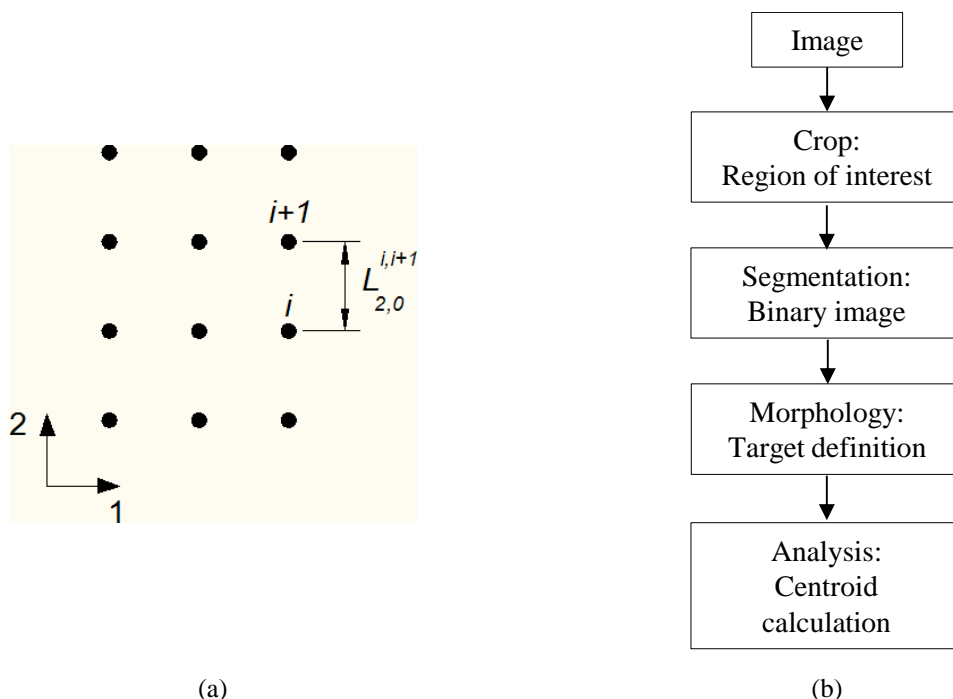 i+1
L i,i+1 2,0
i
2
1
(a)
Image
Crop:
Region of interest
Segmentation:
Binary image
Morphology:
Target definition
Analysis:
Centroid
calculation
(b)